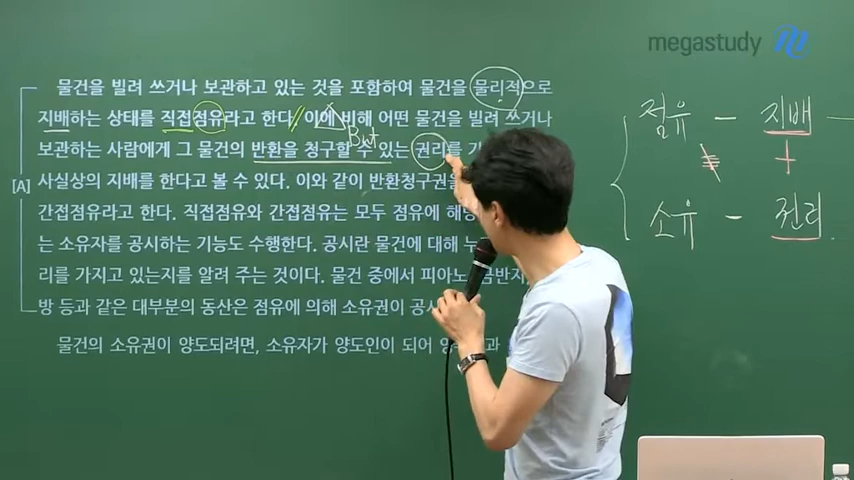 megastudy
물건을 빌려 쓰거나 보관하고 있는 것을 포함하여 물건을 물리적으로
지배하는 상태를 직접점유라고 한다. 이에 비해 어떤 물건을 빌려 쓰거나
But
보관하는 사람에게 그 물건의 반환을 청구할 수 있는 권리를
[A] 사실상의 지배를 한다고 볼 수 있다. 이와 같이 반환청구권을
간접점유라고 한다. 직접점유와 간접점유는 모두 점유에
는 소유자를 공시하는 기능도 수행한다. 공시란 물건에 대해
리를 가지고 있는지를 알려 주는 것이다. 물건 중에서 피아노
방 등과 같은 대부분의 동산은 점유에 의해 소유권이
물건의 소유권이 양도되려면, 소유자가 양도인이 되어
점유 – 지배 –
+
소유 –